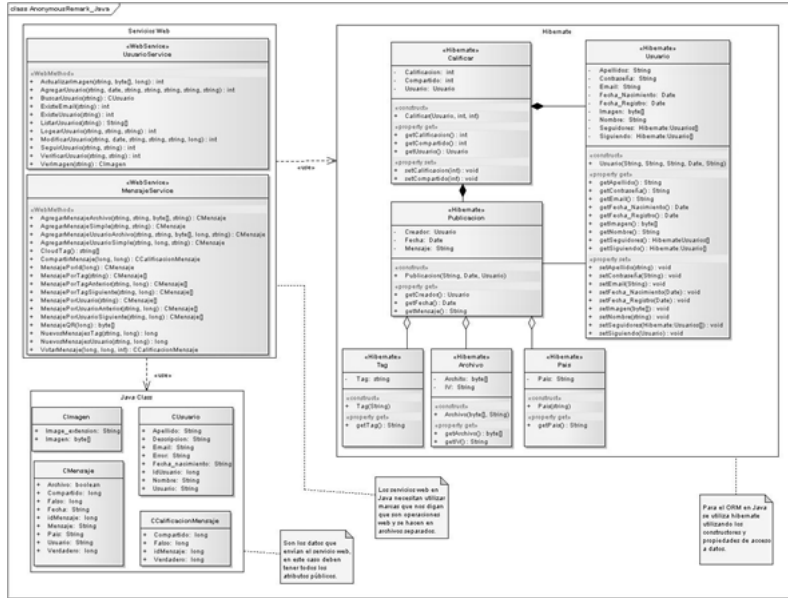 class AnonymousRemark_Java
Servicios Web
«WebService»
UsuarioService
«WebMethod»
+ ActualizarImagen(string, byte[], long) : int
+ AgregarUsuario(string, date, string, string, string, string, string) : int
+ BuscarUsuario(string) : CUsuario
+ ExisteEmail(string) : int
+ ExisteUsuario(string) : int
+ ListarUsuario(string) : String[]
+ LogearUsuario(string, string, string) : int
+ ModificarUsuario(string, date, string, string, string, long) : int
+ SeguirUsuario(string, string) : int
+ VerificarUsuario(string, string) : int
+ VerImagen(string) : CImagen
«WebService»
MensajeService
«WebMethod»
+ AgregarMensajeArchivo(string, string, byte[], string) : CMensaje
+ AgregarMensajeSimple(string, string) : CMensaje
+ AgregarMensajeUsuarioArchivo(string, string, byte[], long, string) : CMensaje
+ AgregarMensajeUsuarioSimple(string, long, string) : CMensaje
+ CloudTag() : string[]
+ CompartirMensaje(long, long) : CCalificacionMensaje
+ MensajePorId(long) : CMensaje
+ MensajePorTag(string) : CMensaje[]
+ MensajePorTagAnterior(string, long) : CMensaje[]
+ MensajePorTagSiguiente(string, long) : CMensaje[]
+ MensajePorUsuario(string) : CMensaje[]
+ MensajePorUsuarioAnterior(string, long) : CMensaje[]
+ MensajePorUsuarioSiguiente(string, long) : CMensaje[]
+ MensajeQR(long) : byte[]
+ NuevosMensajesTag(string, long) : long
+ NuevosMensajesUsuario(string, long) : long
+ VotarMensaje(long, long, int) : CCalificacionMensaje
«use»
«use»
Hibernate
«Hibernate»
Calificar
- Calificacion: int
- Compartido: int
- Usuario: Usuario
«construct»
+ Calificar(Usuario, int, int)
«property get»
+ getCalificacion() : int
+ getCompartido() : int
+ getUsuario() : Usuario
«property set»
+ setCalificacion(int) : void
+ setCompartido(int) : void
«Hibernate»
Usuario
- Apellidos: String
- Contraseña: String
- Email: String
- Fecha_Nacimiento: Date
- Fecha_Registro: Date
- Imagen: byte[]
- Nombre: String
- Seguidores: Hibernate:Usuarios[]
- Siguiendo: Hibernate:Usuario[]
«construct»
+ Usuario(String, String, String, Date, String)
«property get»
+ getApellido() : String
+ getContraseña() : String
+ getEmail() : String
+ getFecha_Nacimiento() : Date
+ getFecha_Registro() : Date
+ getImagen() : byte[]
+ getNombre() : String
+ getSeguidores() : Hibernate:Usuarios[]
+ getSiguiendo() : Hibernate:Usuario[]
«property set»
+ setApellido(string) : void
+ setContraseña(String) : void
+ setEmail(String) : void
+ setFecha_Nacimiento(Date) : void
+ setFecha_Registro(Date) : void
+ setImagen(byte[]) : void
+ setNombre(string) : void
+ setSeguidores(Hibernate:Usuarios[]) : void
+ setSiguiendo(Usuario) : void
«Hibernate»
Publicacion
- Creador: Usuario
- Fecha: Date
- Mensaje: String
«construct»
+ Publicacion(String, Date, Usuario)
«property get»
+ getCreador() : Usuario
+ getFecha() : Date
+ getMensaje() : String
«Hibernate»
Tag
- Tag: string
«construct»
+ Tag(String)
«property get»
+ getTag() : String
«Hibernate»
Archivo
- Archito: byte[]
- IV: String
«construct»
+ Archivo(byte[], String)
«property get»
+ getArchivo() : byte[]
+ getIV() : String
«Hibernate»
Pais
- Pais: String
«construct»
+ Pais(string)
«property get»
+ getPais() : String
Java Class
CImagen
+ Image_extension: String
+ Imagen: byte[]
CUsuario
+ Apellido: String
+ Descripcion: String
+ Email: String
+ Error: String
+ Fecha_nacimiento: String
+ IdUsuario: long
+ Nombre: String
+ Usuario: String
CMensaje
+ Archivo: boolean
+ Compartido: long
+ Falso: long
+ Fecha: String
+ idMensaje: long
+ Mensaje: String
+ Pais: String
+ Usuario: String
+ Verdadero: long
CCalificacionMensaje
+ Compartido: long
+ Falso: long
+ idMensaje: long
+ Verdadero: long
Son los datos que
envían el servicio web,
en este caso deben
tener todos los
atributos públicos.
Los servicios web en
Java necesitan utilizar
marcas que nos digan
que son operaciones
web y se hacen en
archivos separados.
Para el ORM en Java
se utiliza hibernate
utilizando los
constructores y
propiedades de acceso
a datos.